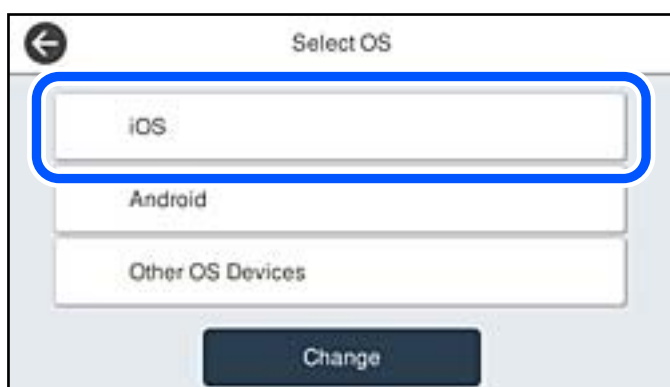 Select OS
iOS
Android
Other OS Devices
Change